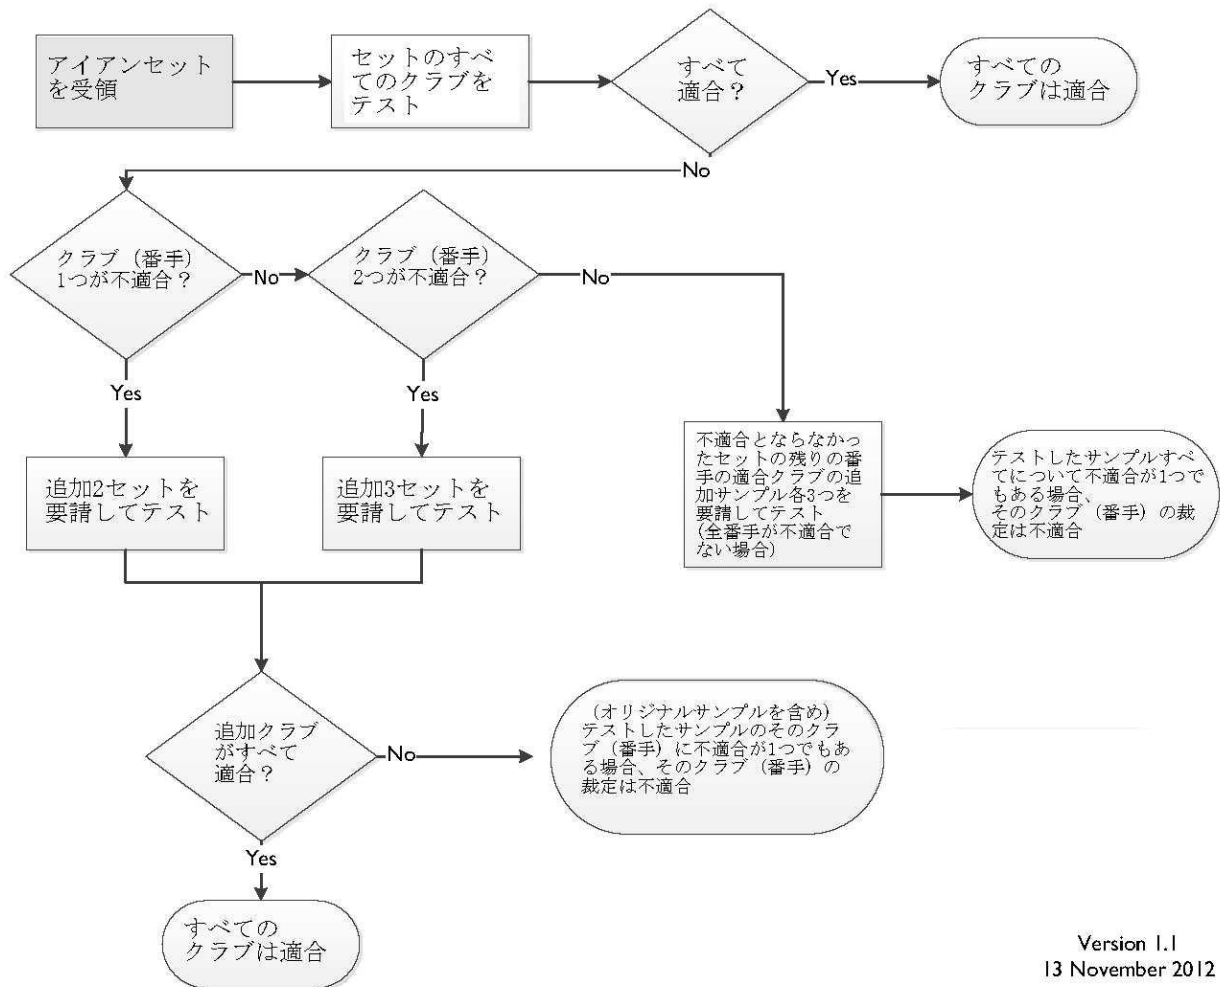 アイアンセット
を受領
セットのすべ
てのクラブを
テスト
すべて
適合？
Yes
すべての
クラブは適合
No
クラブ（番手）
1つが不適合？
No
クラブ（番手）
2つが不適合？
No
Yes
Yes
追加2セットを
要請してテスト
追加3セットを
要請してテスト
不適合とならなかっ
たセットの残りの番
手の適合クラブの追
加サンプル各3つを
要請してテスト
(全番手が不適合で
ない場合)
テストしたサンプルすべ
てについて不適合が1つで
もある場合、
そのクラブ（番手）の裁
定は不適合
追加クラブ
がすべて
適合？
No
（オリジナルサンプルを含め）
テストしたサンプルのそのクラ
ブ（番手）に不適合が1つでもあ
る場合、そのクラブ（番手）の
裁定は不適合
Yes
すべての
クラブは適合
Version 1.1
13 November 2012